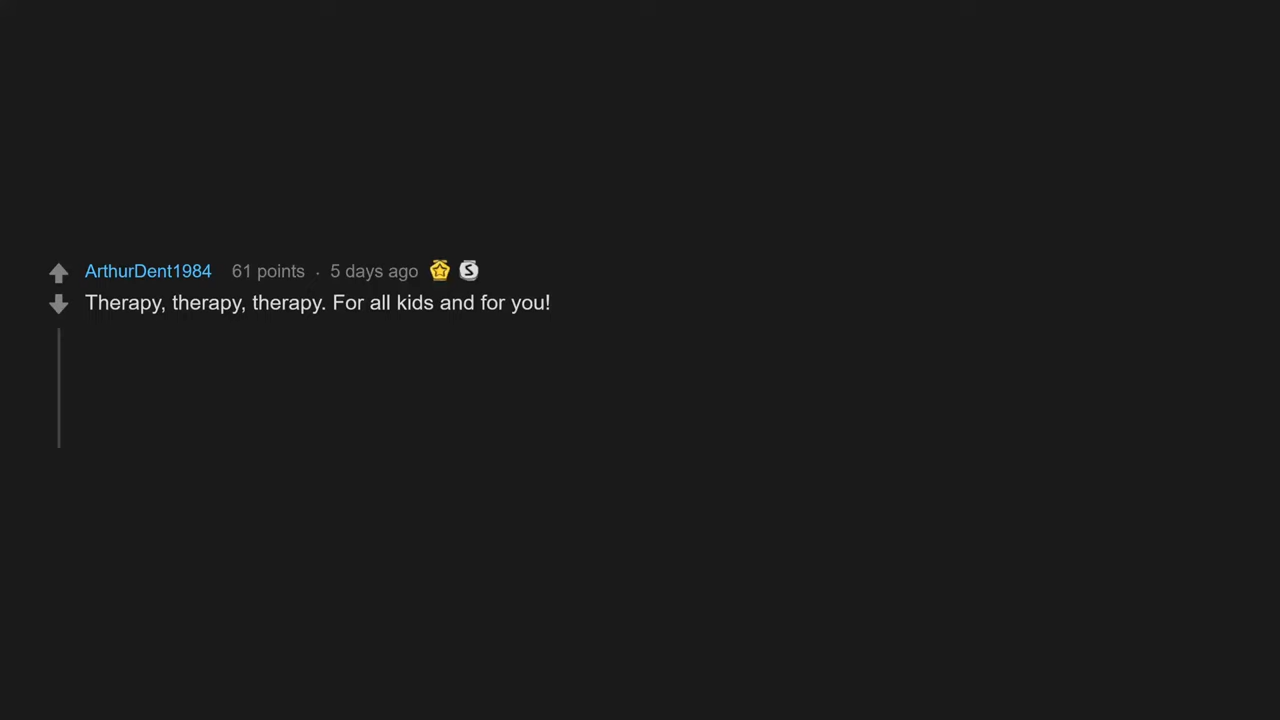 ArthurDent1984 61 points · 5 days ago
Therapy, therapy, therapy. For all kids and for you!